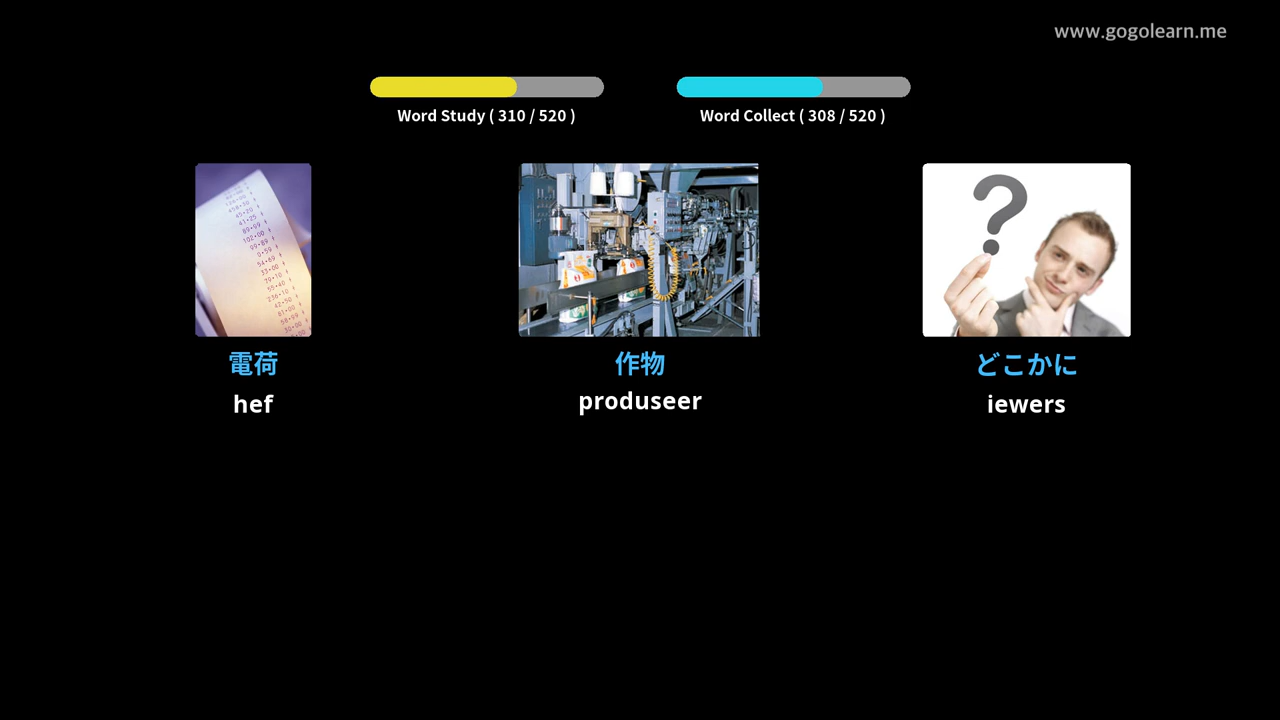 www.gogolearn.me
Word Study ( 310 / 520 )
Word Collect ( 308 / 520 )
電荷
作物
どこかに
hef
produseer
iewers